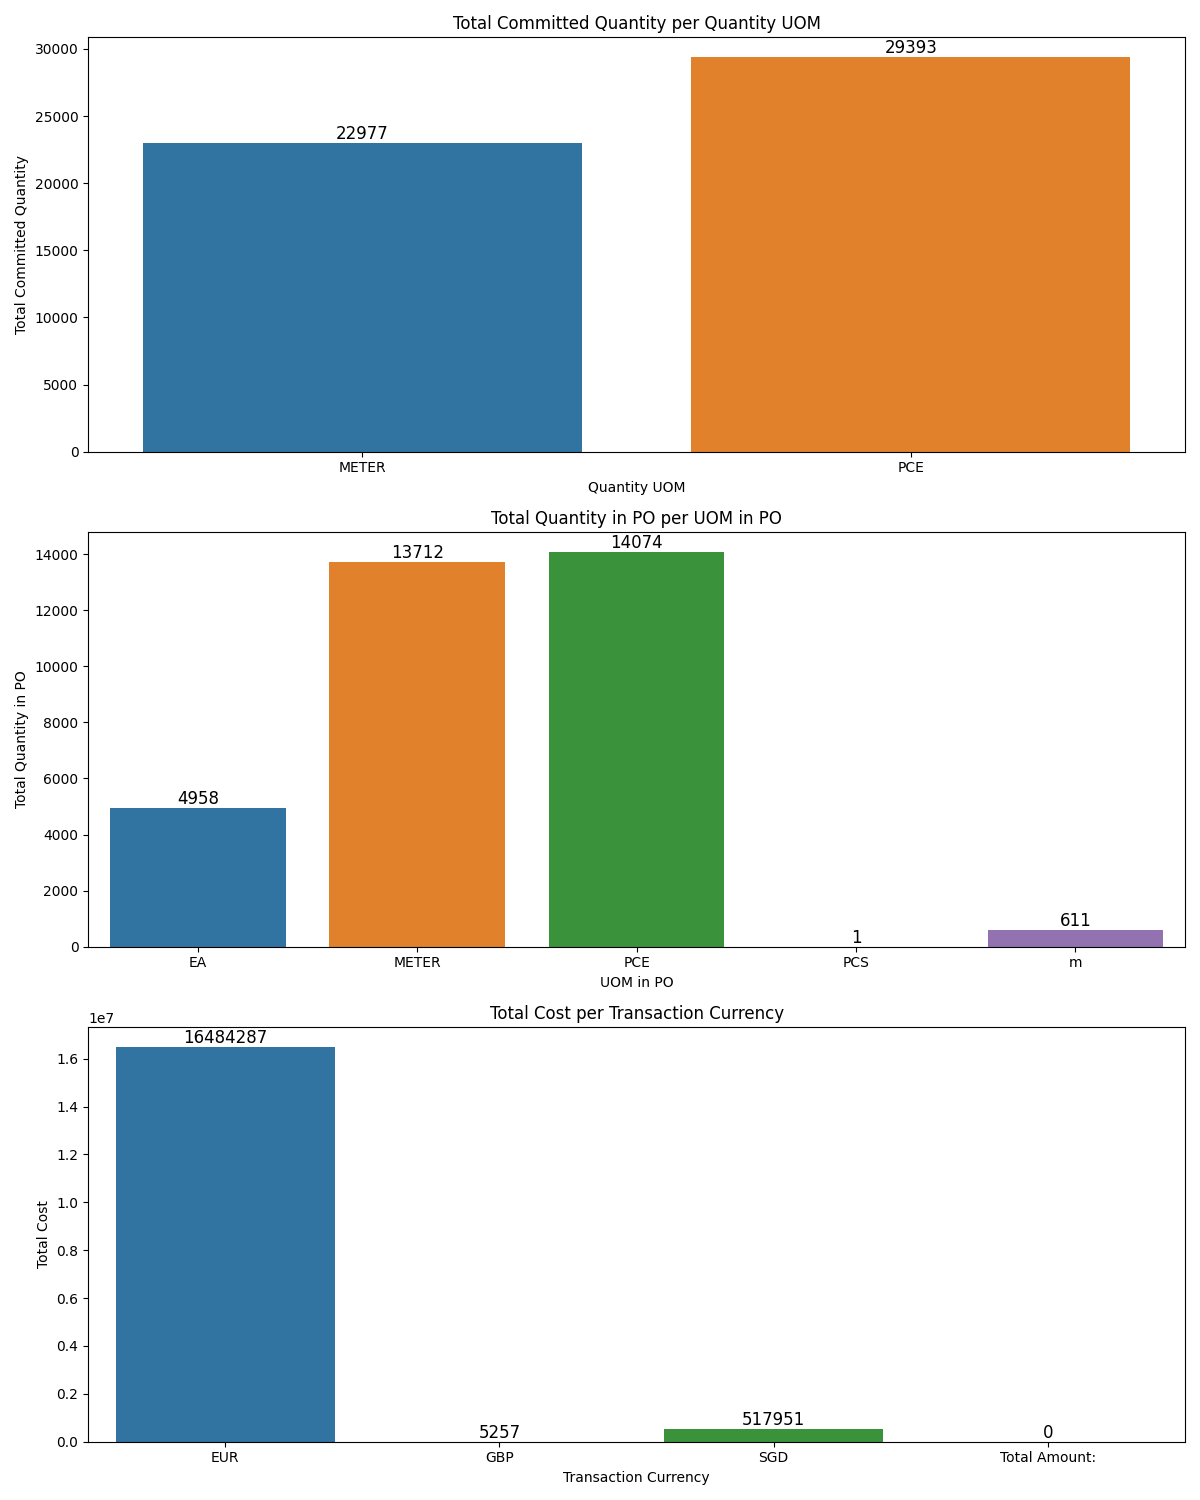 Total Committed Quantity per Quantity UOM
30000
25000
20000
15000
10000
5000
0
Total Committed Quantity
22977
29393
METER
PCE
Quantity UOM
Total Quantity in PO per UOM in PO
14000
12000
10000
8000
6000
4000
2000
0
Total Quantity in PO
4958
13712
14074
1
611
EA
METER
PCE
PCS
m
UOM in PO
Total Cost per Transaction Currency
1e7
1.6
1.4
1.2
1.0
0.8
0.6
0.4
0.2
0.0
Total Cost
16484287
5257
517951
0
EUR
GBP
SGD
Total Amount:
Transaction Currency